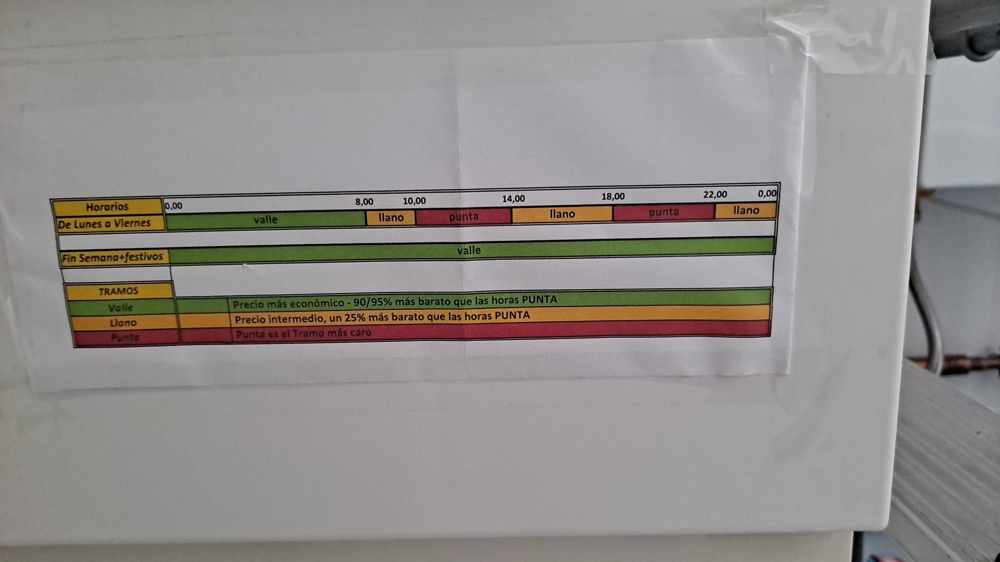 Horarios 0,00 8,00 10,00 14,00 18,00 22,00 0,00
De Lunes a Viernes valle llano punta llano punta llano
Fin Semana+festivos valle
TRAMOS
Valle Precio más económico - 90/95% más barato que las horas PUNTA
Llano Precio intermedio, un 25% más barato que las horas PUNTA
Punta Punta es el Tramo más caro